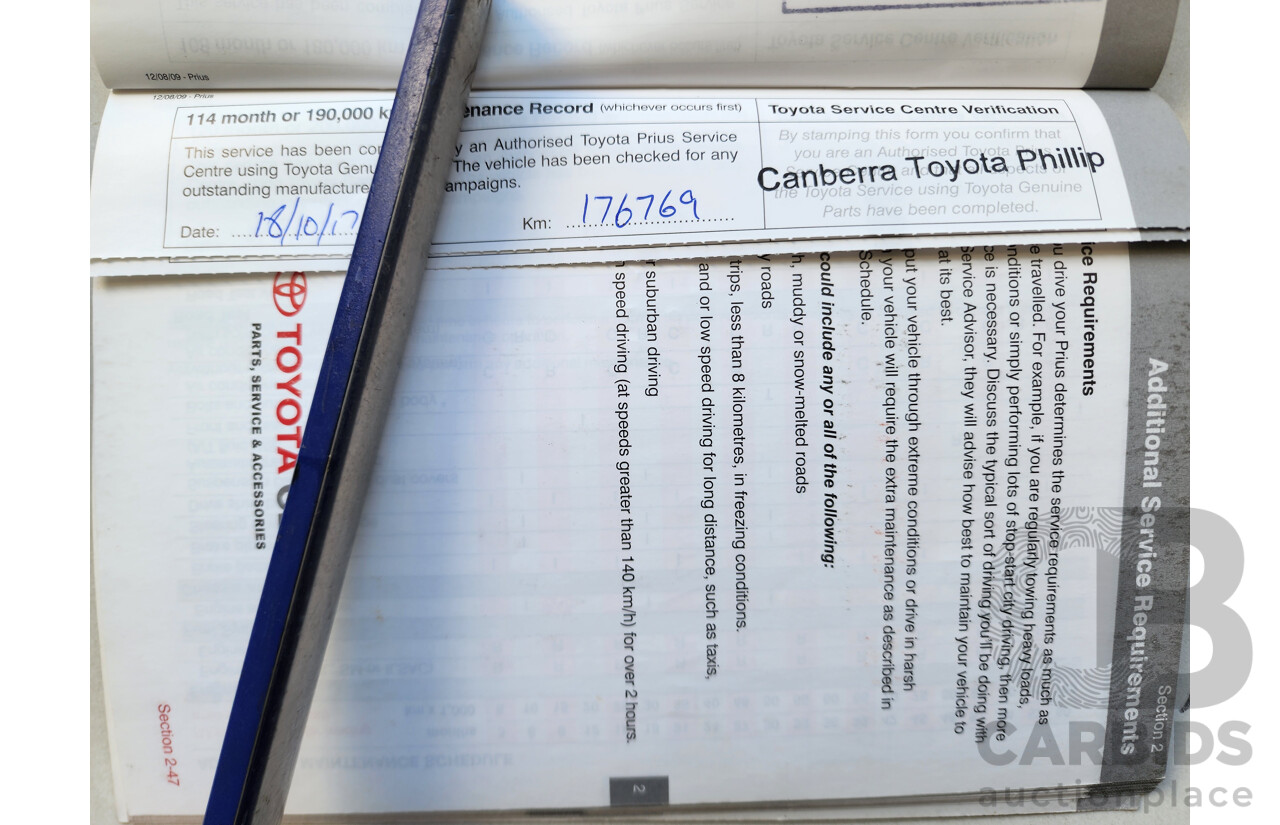 12/08/09 - Prius
12/08/09 - Prius
114 month or 190,000 k
enance Record (whichever occurs first)
Toyota Service Centre Verification
This service has been co
y an Authorised Toyota Prius Service
Centre using Toyota Genu
The vehicle has been checked for any
outstanding manufacture
ampaigns.
Date: 18/10/17
Km: 176769
By stamping this form you confirm that
you are an Authorised Toyota
the Toyota Service using Toyota Genuine
Parts have been completed.
Canberra Toyota Phillip
Additional Service Requirements
Section 2
ice Requirements
u drive your Prius determines the service requirements as much as
e travelled. For example, if you are regularly towing heavy loads,
nditions or simply performing lots of stop-start city driving, then more
ce is necessary. Discuss the typical sort of driving you'll be doing with
Service Advisor, they will advise how best to maintain your vehicle to
at its best.
out your vehicle through extreme conditions or drive in harsh
your vehicle will require the extra maintenance as described in
Schedule.
could include any or all of the following:
h, muddy or snow-melted roads
y roads
trips, less than 8 kilometres, in freezing conditions.
and or low speed driving for long distance, such as taxis,
r suburban driving
speed driving (at speeds greater than 140 km/h) for over 2 hours.
2
TOYOTA
PARTS, SERVICE & ACCESSORIES
Section 2-47
CARBIDS
auctionplace